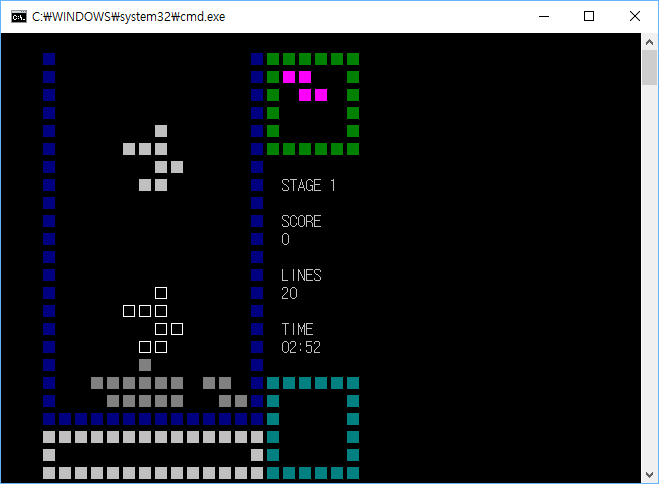 C:₩WINDOWS₩system32₩cmd.exe
STAGE 1
SCORE
0
LINES
20
TIME
02:52